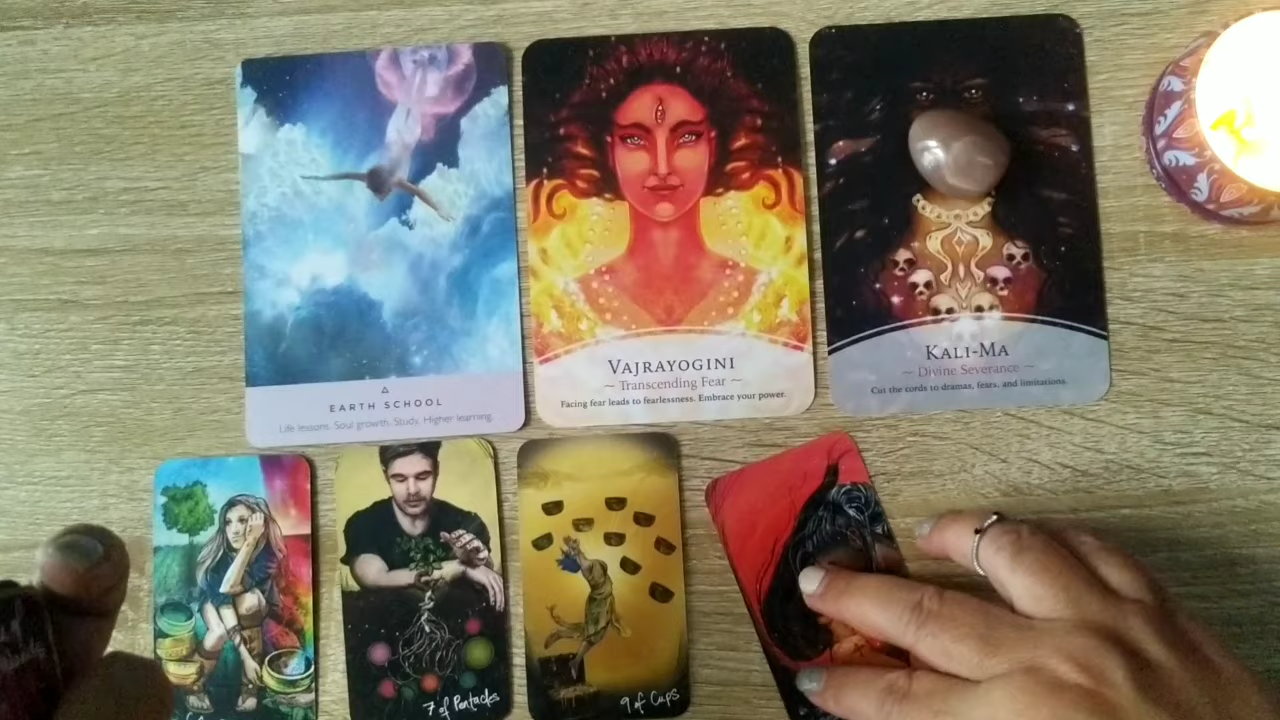 EARTH SCHOOL
Life lessons. Soul growth. Study. Higher learning.
VAJRAYOGINI
~ Transcending Fear ~
Facing fear leads to fearlessness. Embrace your power.
KALI-MA
~ Divine Severance ~
Cut the cords to dramas, fears, and limitations.
7 of Pentacles
9 of Cups